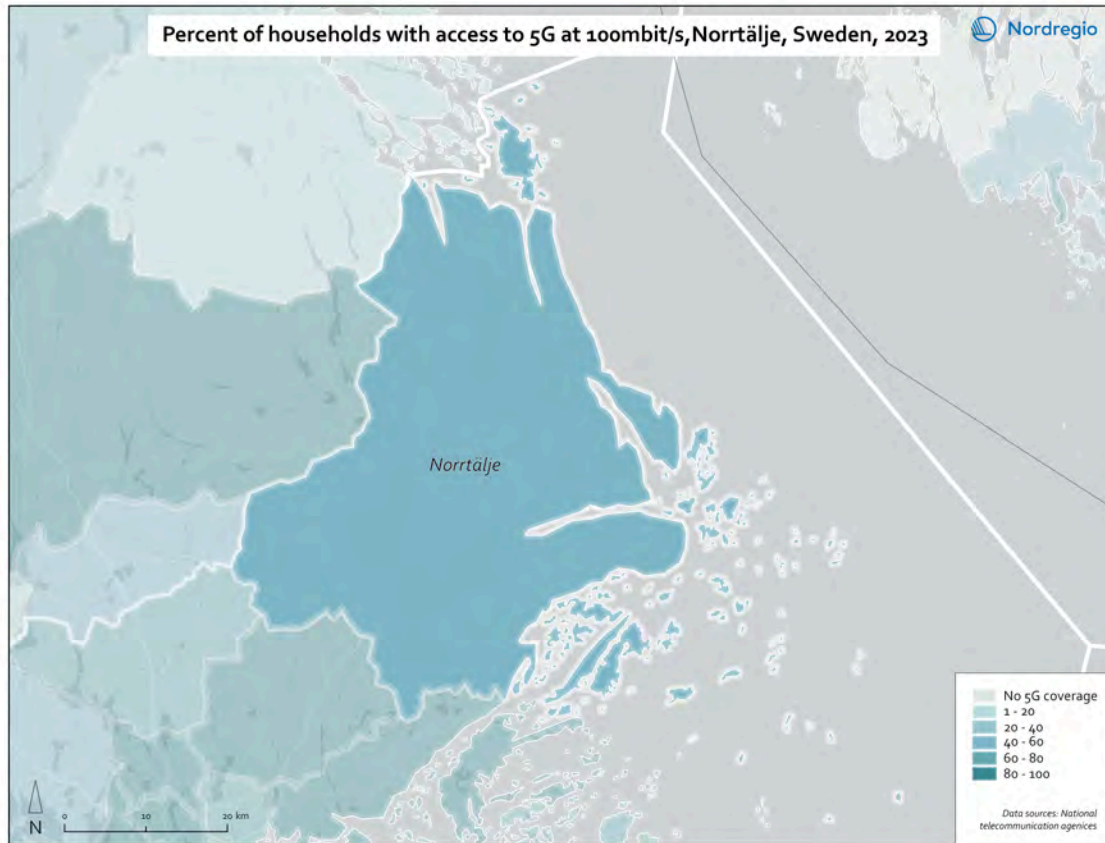 Percent of households with access to 5G at 100mbit/s,Norrtälje, Sweden, 2023
Nordregio
Norrtälje
No 5G coverage
1 - 20
20 - 40
40 - 60
60 - 80
80 - 100
N
0 10 20 km
Data sources: National
telecommunication agenices